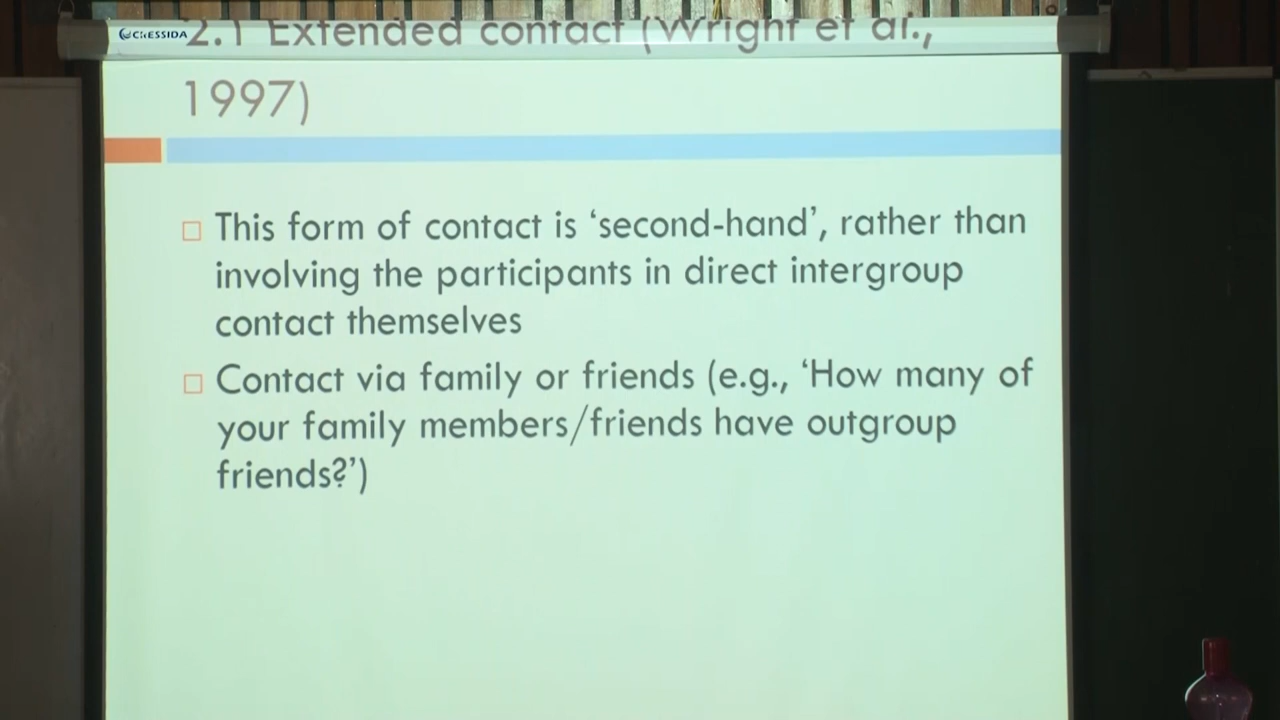 CRESSIDA
2.1 Extended contact (Wright et al.,
1997)
This form of contact is ‘second-hand’, rather than
involving the participants in direct intergroup
contact themselves
Contact via family or friends (e.g., ‘How many of
your family members/friends have outgroup
friends?’)